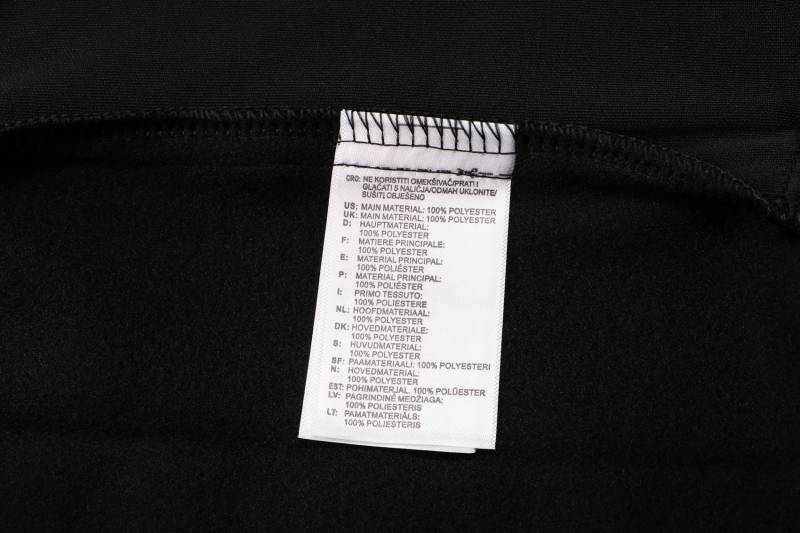 CRO: NE KORISTITI OMEKŠIVAČ/PRATI I
GLAČATI S NALIČJA/ODMAH UKLONITE/
SUŠITI OBJEŠENO
US: MAIN MATERIAL: 100% POLYESTER
UK: MAIN MATERIAL: 100% POLYESTER
D: HAUPTMATERIAL:
100% POLYESTER
F: MATIERE PRINCIPALE:
100% POLYESTER
E: MATERIAL PRINCIPAL:
100% POLIÉSTER
P: MATERIAL PRINCIPAL:
100% POLIÉSTER
I: PRIMO TESSUTO:
100% POLIESTERE
NL: HOOFDMATERIAAL:
100% POLYESTER
DK: HOVEDMATERIALE:
100% POLYESTER
S: HUVUDMATERIAL:
100% POLYESTER
SF: PAAMATERIAALI: 100% POLYESTERI
N: HOVEDMATERIAL:
100% POLYESTER
EST: POHIMATERJAL. 100% POLÜESTER
LV: PAGRINDINĖ MEDŽIAGA:
100% POLIESTERIS
LT: PAMATMATERIĀLS:
100% POLIESTERIS